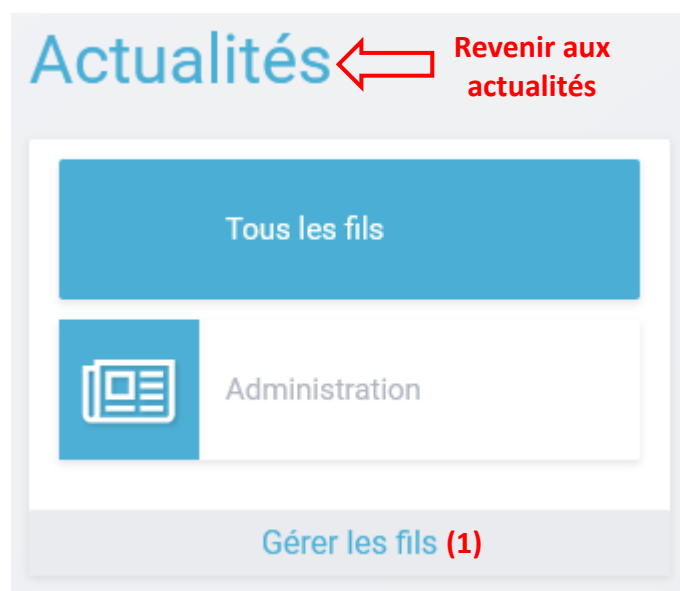 Actualités
Revenir aux
actualités
Tous les fils
Administration
Gérer les fils (1)